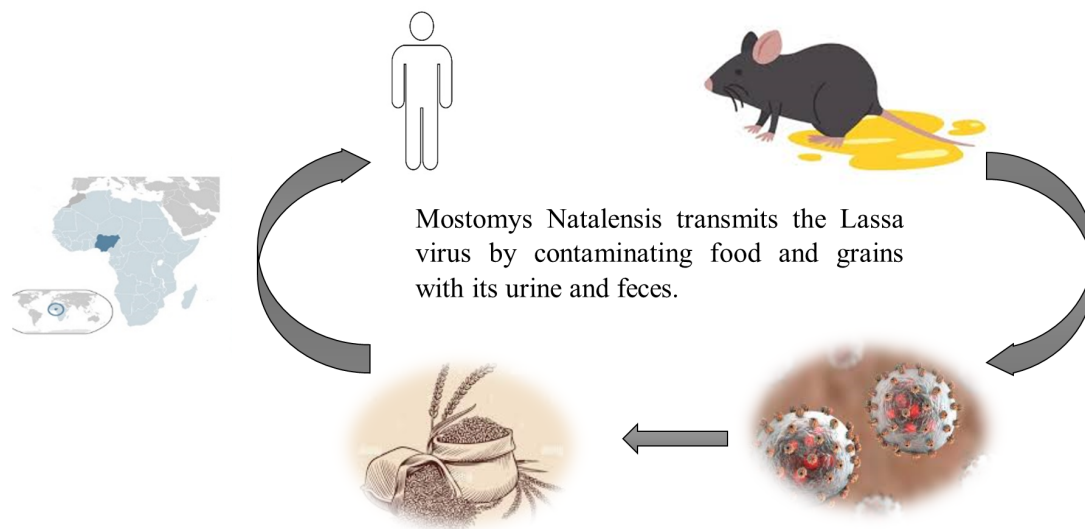 Mostomys Natalensis transmits the Lassa
virus by contaminating food and grains
with its urine and feces.